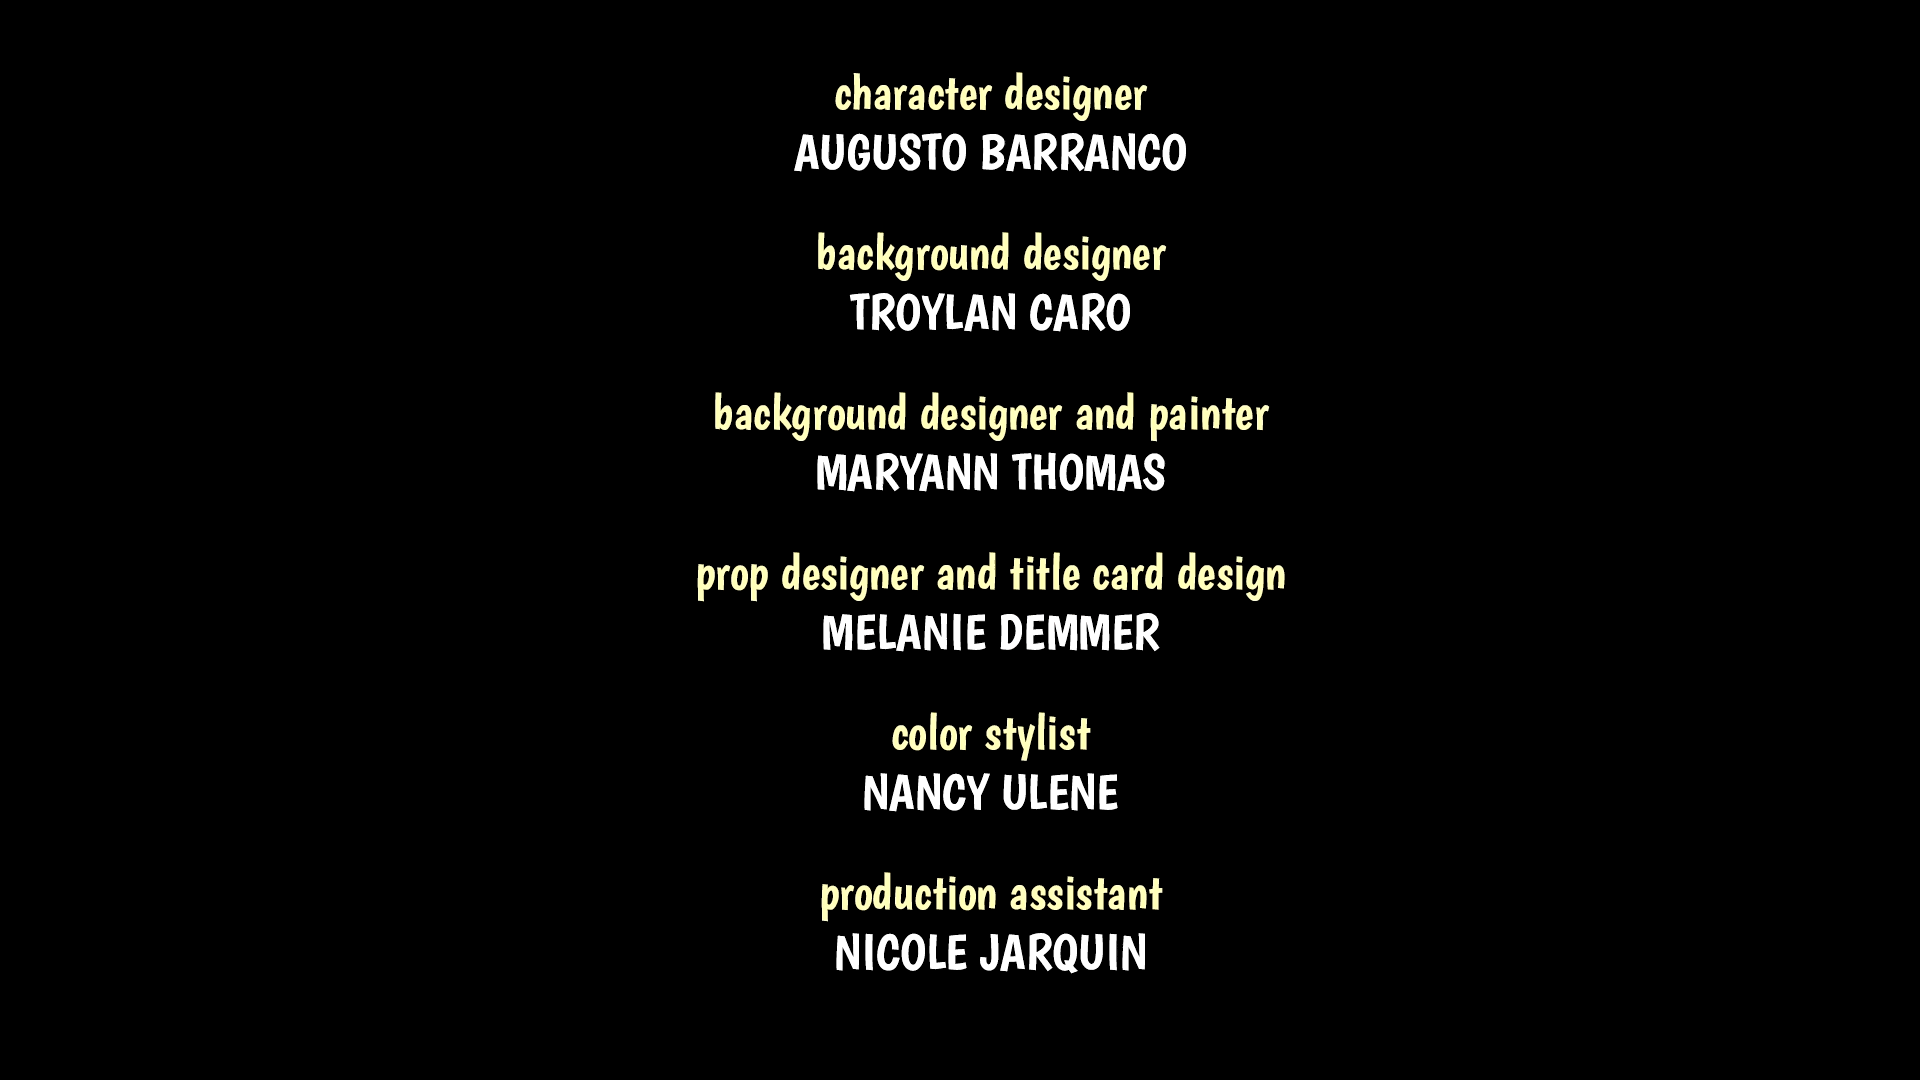 character designer
AUGUSTO BARRANCO
background designer
TROYLAN CARO
background designer and painter
MARYANN THOMAS
prop designer and title card design
MELANIE DEMMER
color stylist
NANCY ULENE
production assistant
NICOLE JARQUIN